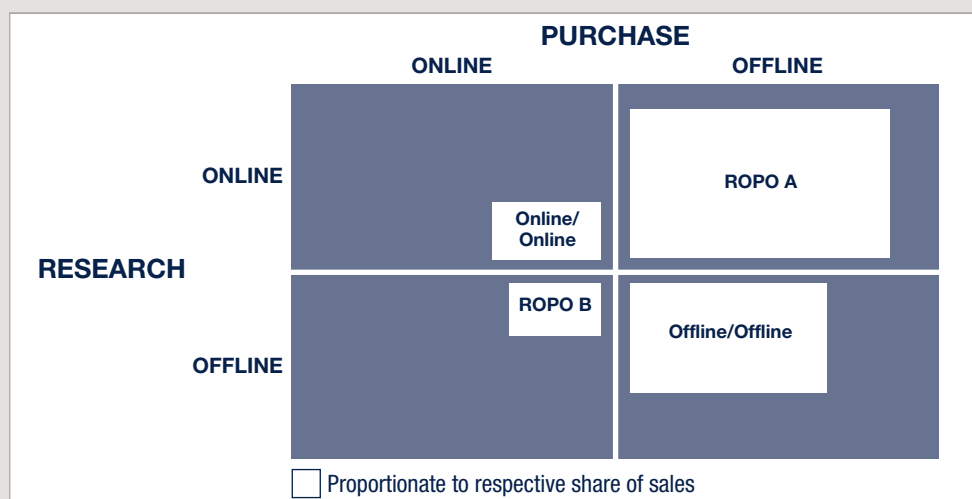 PURCHASE
ONLINE
OFFLINE
ONLINE
ROPO A
Online/
Online
RESEARCH
ROPO B
Offline/Offline
OFFLINE
Proportionate to respective share of sales